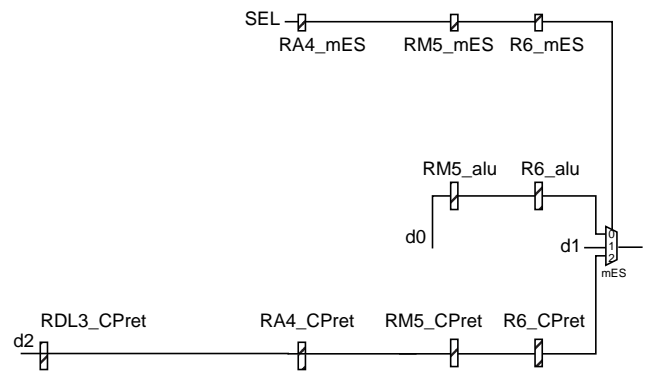 SEL
RA4_mES RM5_mES R6_mES
RM5_alu R6_alu
d0
d1
0
1
2
mES
RDL3_CPret RA4_CPret RM5_CPret R6_CPret
d2